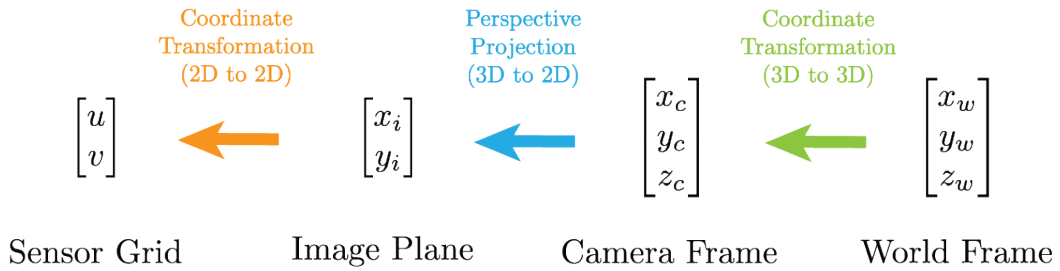 Coordinate
Transformation
(2D to 2D)
Perspective
Projection
(3D to 2D)
Coordinate
Transformation
(3D to 3D)
u
v
x_i
y_i
x_c
y_c
z_c
x_w
y_w
z_w
Sensor Grid
Image Plane
Camera Frame
World Frame